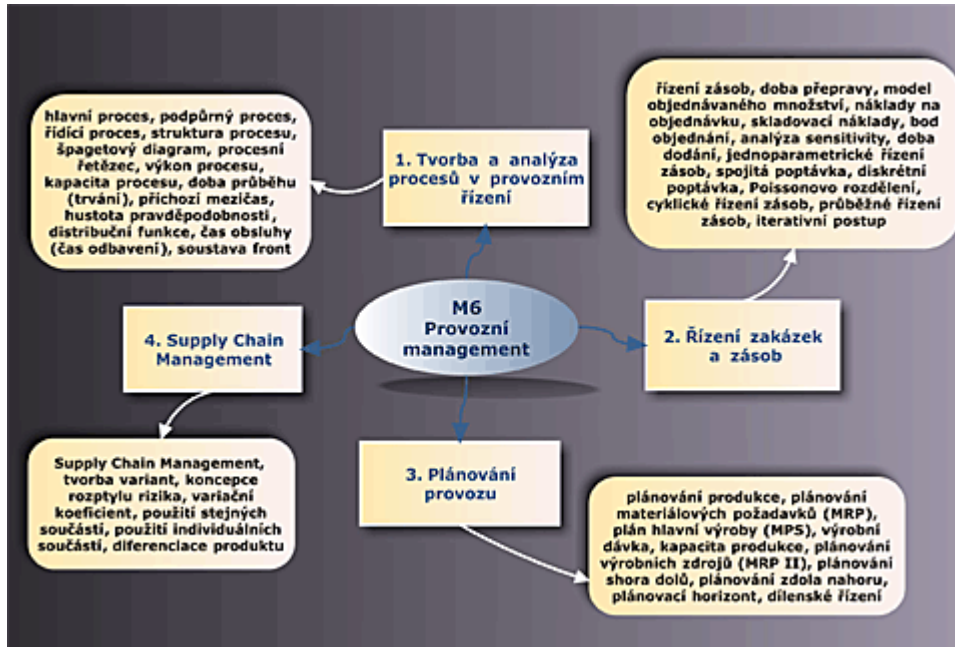 hlavní proces, podpůrný proces,
řídící proces, struktura procesu,
špagetový diagram, procesní
řetězec, výkon procesu,
kapacita procesu, doba průběhu
(trvání), příchozí mezičas,
hustota pravděpodobnosti,
distribuční funkce, čas obsluhy
(čas odbavení), soustava front
1. Tvorba a analýza
procesů v provozním
řízení
řízení zásob, doba přepravy, model
objednávaného množství, náklady na
objednávku, skladovací náklady, bod
objednání, analýza sensitivity, doba
dodání, jednoparametrické řízení
zásob, spojitá poptávka, diskrétní
poptávka, Poissonovo rozdělení,
cyklické řízení zásob, průběžné řízení
zásob, iterativní postup
M6
Provozní
management
2. Řízení zakázek
a zásob
4. Supply Chain
Management
Supply Chain Management,
tvorba variant, koncepce
rozptylu rizika, variační
koeficient, použití stejných
součástí, použití individuálních
součástí, diferenciace produktu
3. Plánování
provozu
plánování produkce, plánování
materiálových požadavků (MRP),
plán hlavní výroby (MPS), výrobní
dávka, kapacita produkce, plánování
výrobních zdrojů (MRP II), plánování
shora dolů, plánování zdola nahoru,
plánovací horizont, dílenské řízení